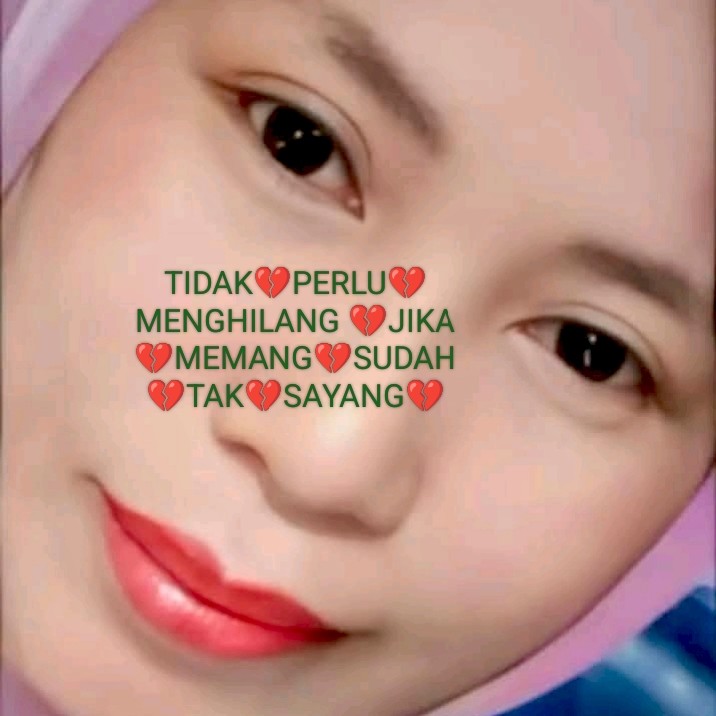 TIDAK💔PERLU💔
MENGHILANG 💔JIKA
💔MEMANG💔SUDAH
💔TAK💔SAYANG💔